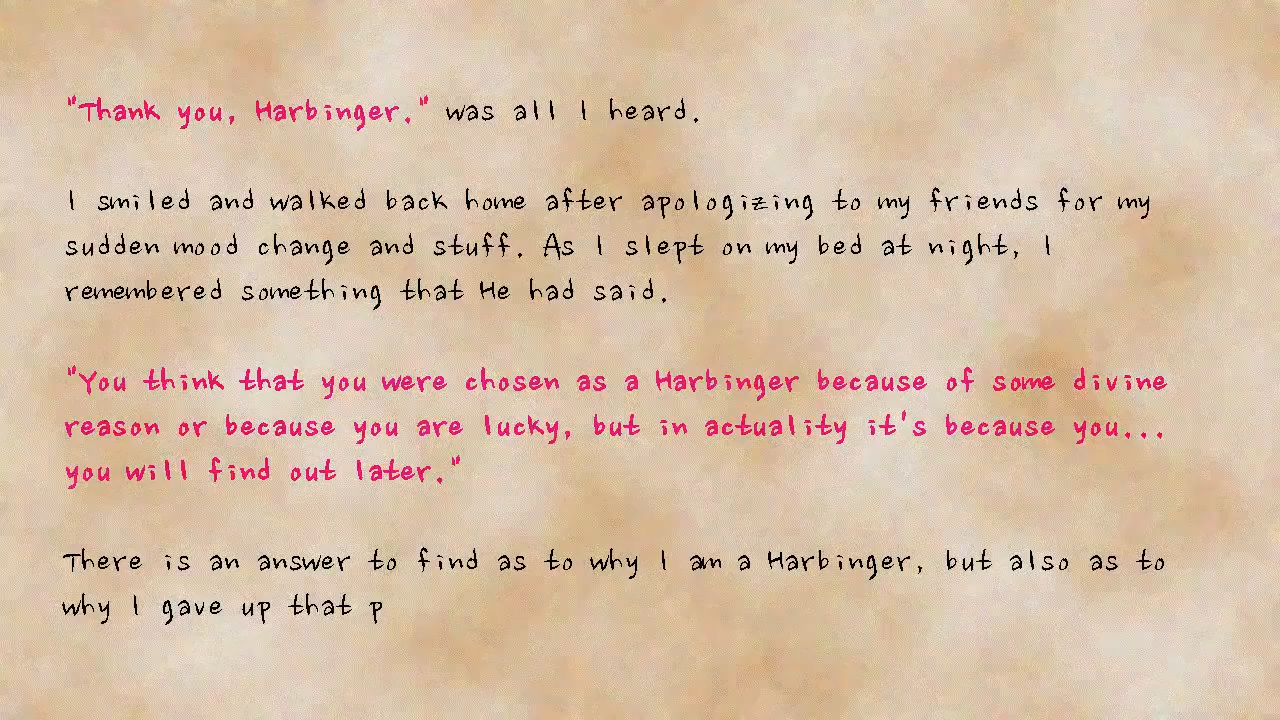 "Thank you, Harbinger." was all I heard.
I smiled and walked back home after apologizing to my friends for my
sudden mood change and stuff. As I slept on my bed at night, I
remembered something that He had said.
"You think that you were chosen as a Harbinger because of some divine
reason or because you are lucky, but in actuality it's because you...
you will find out later."
There is an answer to find as to why I am a Harbinger, but also as to
why I gave up that p